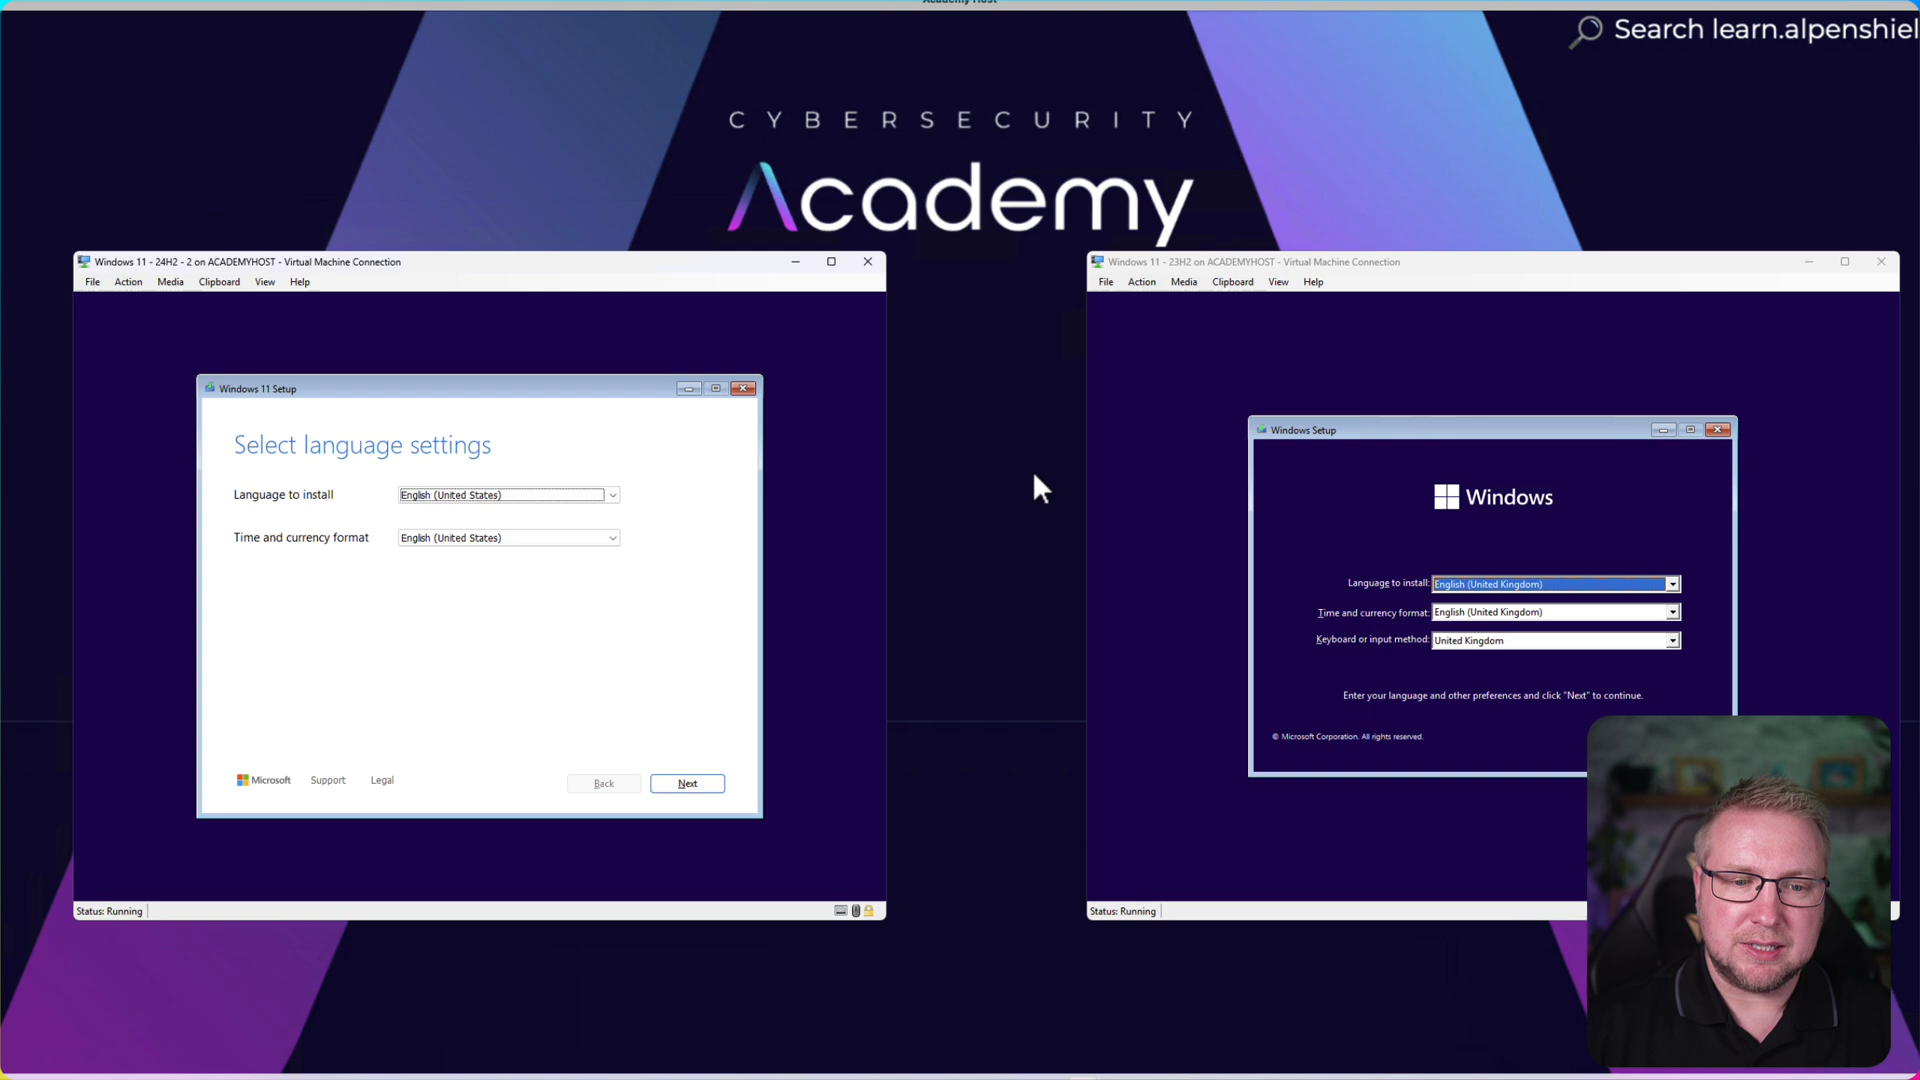 Academy Host
Search learn.alpenshiel
CYBERSECURITY
Academy
Windows 11 - 24H2 - 2 on ACADEMYHOST - Virtual Machine Connection
File Action Media Clipboard View Help
Windows 11 Setup
Select language settings
Language to install English (United States)
Time and currency format English (United States)
Microsoft Support Legal Back Next
Status: Running
Windows 11 - 23H2 on ACADEMYHOST - Virtual Machine Connection
File Action Media Clipboard View Help
Windows Setup
Windows
Language to install: English (United Kingdom)
Time and currency format: English (United Kingdom)
Keyboard or input method: United Kingdom
Enter your language and other preferences and click "Next" to continue.
© Microsoft Corporation. All rights reserved.
Status: Running